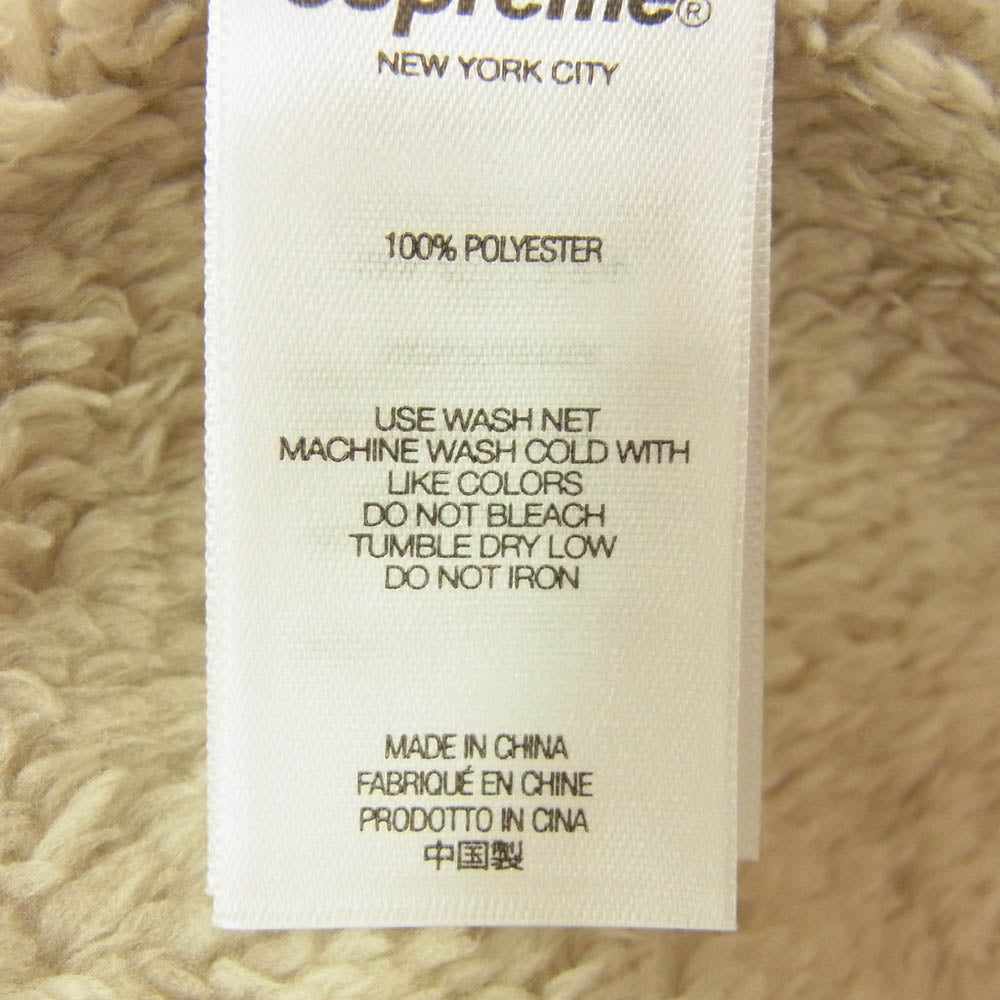 Supreme®
NEW YORK CITY
100% POLYESTER
USE WASH NET
MACHINE WASH COLD WITH
LIKE COLORS
DO NOT BLEACH
TUMBLE DRY LOW
DO NOT IRON
MADE IN CHINA
FABRIQUÉ EN CHINE
PRODOTTO IN CINA
中国製